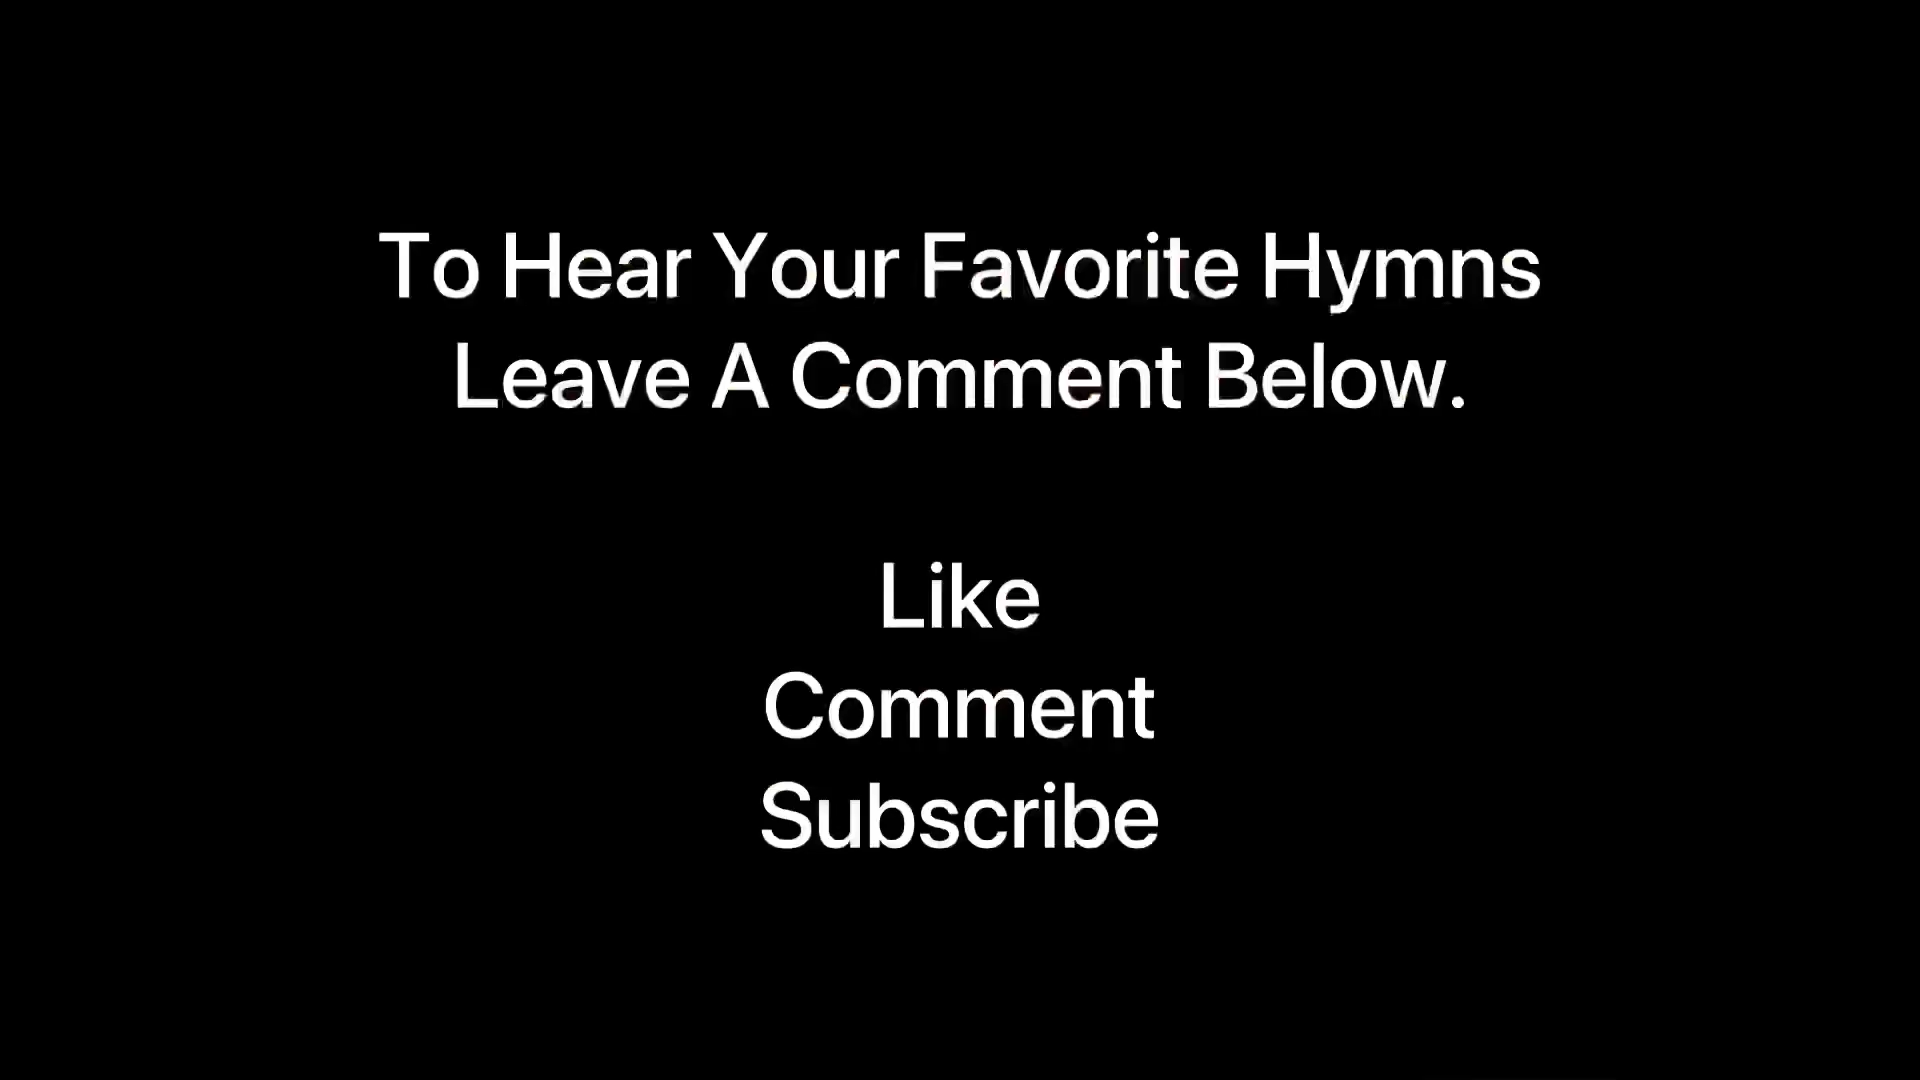 To Hear Your Favorite Hymns
Leave A Comment Below.
Like
Comment
Subscribe